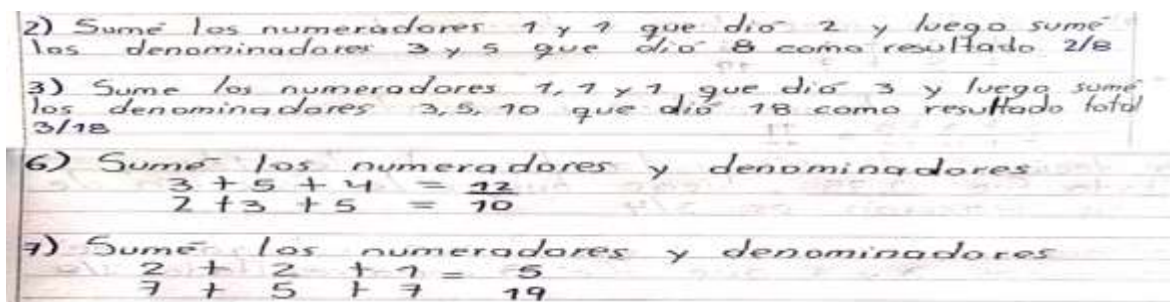 2) Sumé los numeradores 1 y 1 que dió 2 y luego sumé
los denominadores 3 y 5 que dió 8 como resultado 2/8
3) Sume los numeradores 1, 1 y 1 que dió 3 y luego sumé
los denominadores 3, 5, 10 que dió 18 como resultado total
3/18
6) Sumé los numeradores y denominadores
3 + 5 + 4 = 12
2 + 3 + 5 = 10
7) Sumé los numeradores y denominadores
2 + 2 + 1 = 5
7 + 5 + 7 19